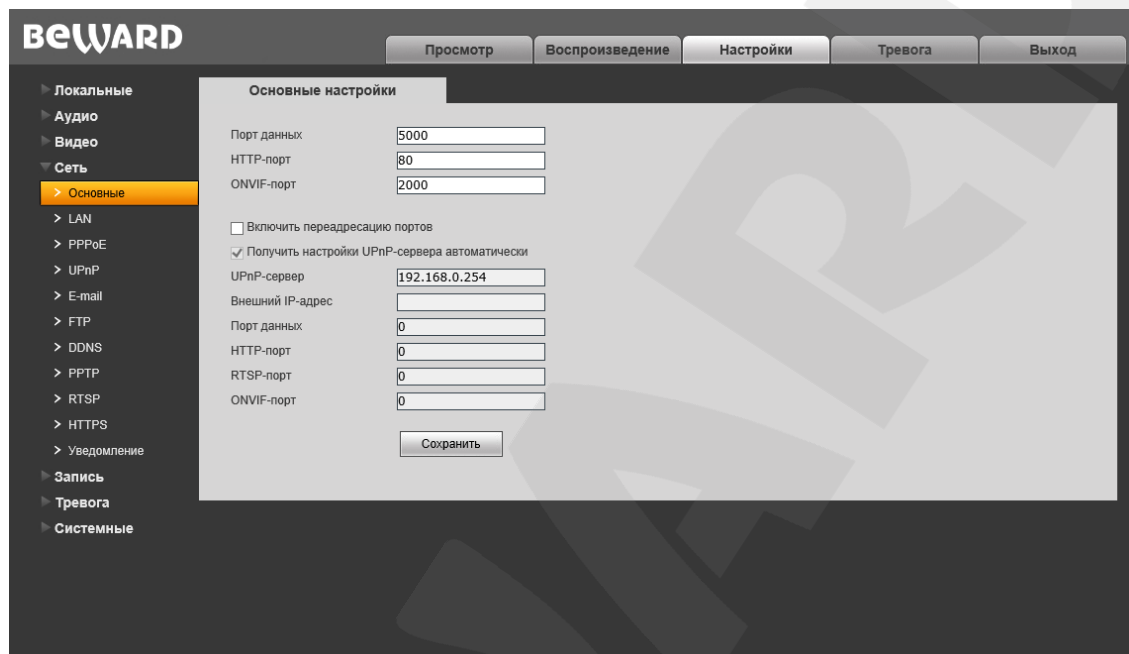 BEWARD
Просмотр
Воспроизведение
Настройки
Тревога
Выход
Локальные
Аудио
Видео
Сеть
> Основные
> LAN
> PPPoE
> UPnP
> E-mail
> FTP
> DDNS
> PPTP
> RTSP
> HTTPS
> Уведомление
Запись
Тревога
Системные
Основные настройки
Порт данных 5000
HTTP-порт 80
ONVIF-порт 2000
Включить переадресацию портов
Получить настройки UPnP-сервера автоматически
UPnP-сервер 192.168.0.254
Внешний IP-адрес
Порт данных 0
HTTP-порт 0
RTSP-порт 0
ONVIF-порт 0
Сохранить